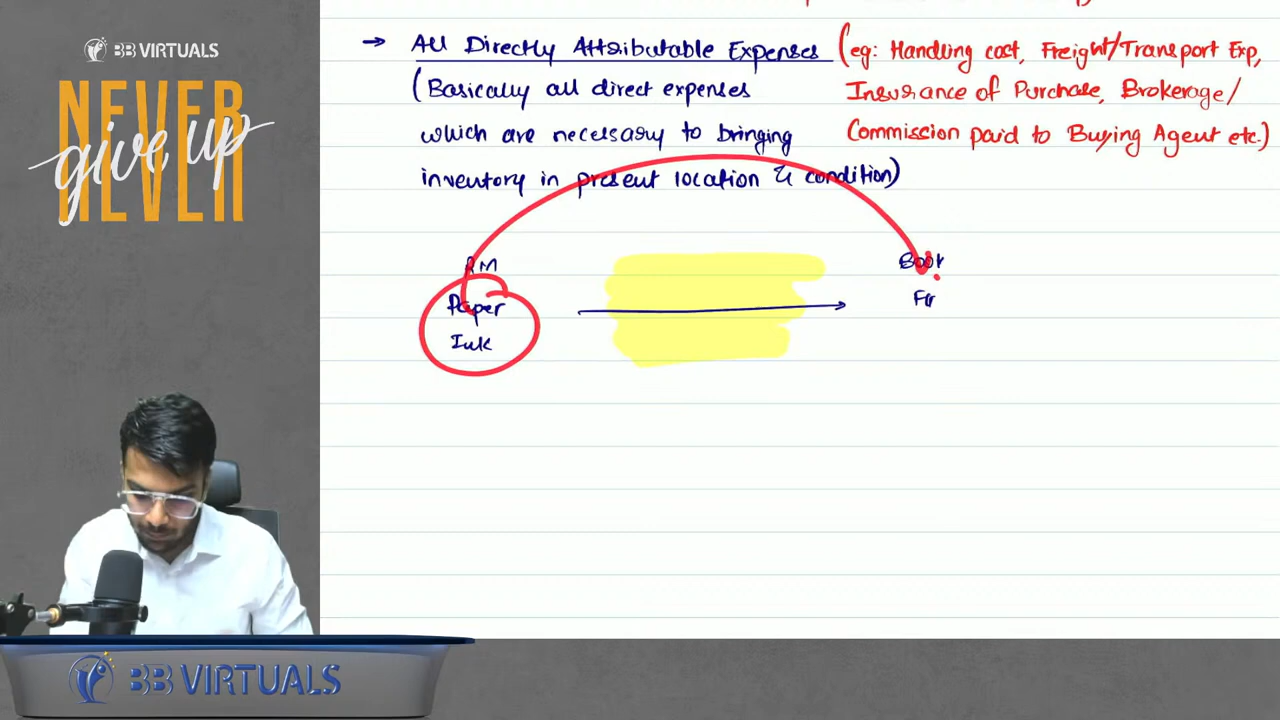 BB VIRTUALS
NEVER
give up
NEVER
→ All Directly Attributable Expenses (eg: Handling cost, Freight/Transport Exp,
(Basically all direct expenses Insurance of Purchase, Brokerage/
which are necessary to bringing Commission paid to Buying Agent etc.)
inventory in present location & condition)
RM
Paper
Ink
Book
BB VIRTUALS